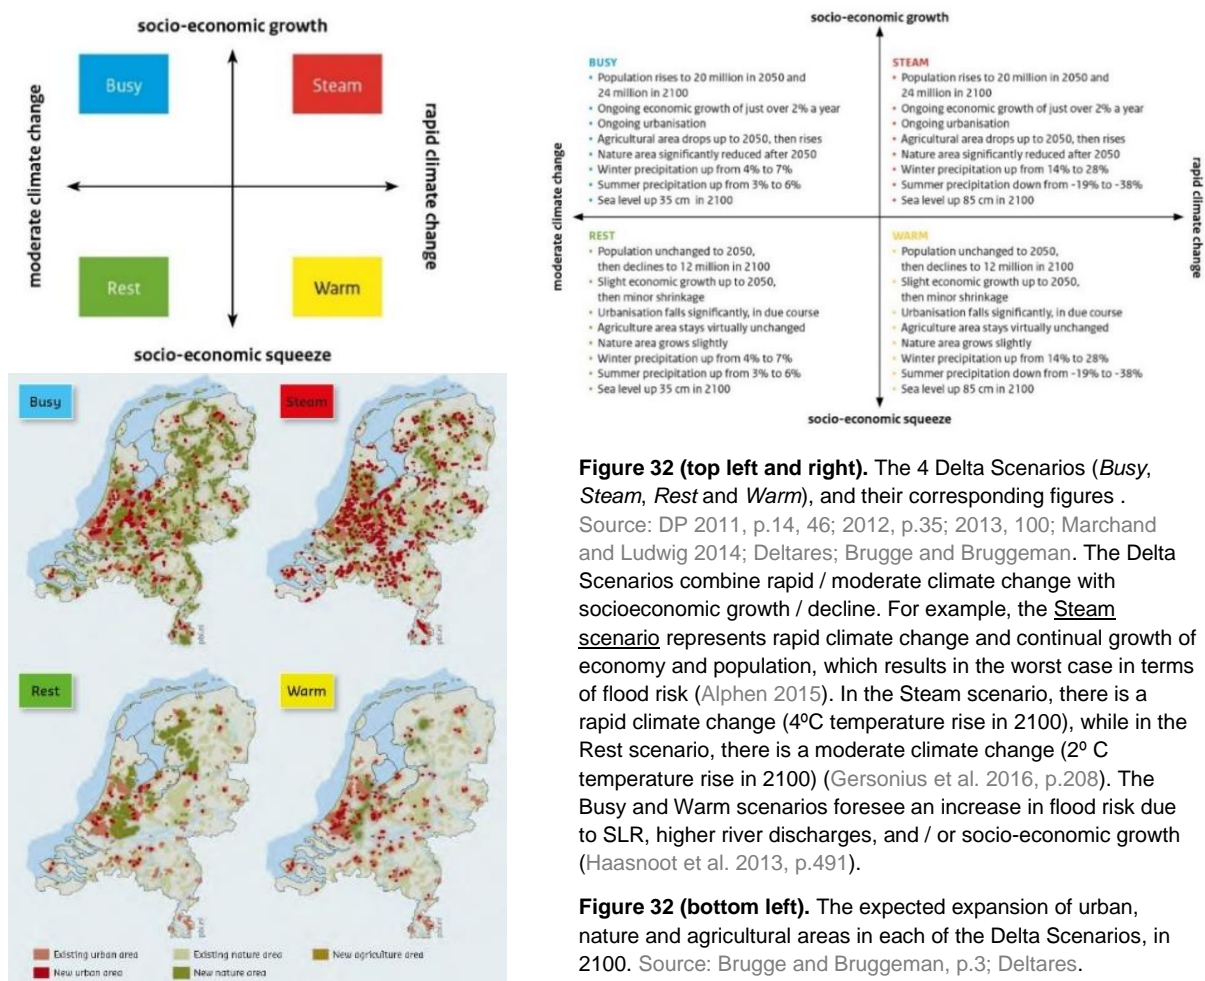 socio-economic growth
Busy
Steam
moderate climate change
rapid climate change
Rest
Warm
socio-economic squeeze
socio-economic growth
BUSY
• Population rises to 20 million in 2050 and
24 million in 2100
• Ongoing economic growth of just over 2% a year
• Ongoing urbanisation
• Agricultural area drops up to 2050, then rises
• Nature area significantly reduced after 2050
• Winter precipitation up from 4% to 7%
• Summer precipitation up from 3% to 6%
• Sea level up 35 cm in 2100
STEAM
• Population rises to 20 million in 2050 and
24 million in 2100
• Ongoing economic growth of just over 2% a year
• Ongoing urbanisation
• Agricultural area drops up to 2050, then rises
• Nature area significantly reduced after 2050
• Winter precipitation up from 14% to 28%
• Summer precipitation down from -19% to -38%
• Sea level up 85 cm in 2100
moderate climate change
rapid climate change
REST
• Population unchanged to 2050,
then declines to 12 million in 2100
• Slight economic growth up to 2050,
then minor shrinkage
• Urbanisation falls significantly, in due course
• Agriculture area stays virtually unchanged
• Nature area grows slightly
• Winter precipitation up from 4% to 7%
• Summer precipitation up from 3% to 6%
• Sea level up 35 cm in 2100
WARM
• Population unchanged to 2050,
then declines to 12 million in 2100
• Slight economic growth up to 2050,
then minor shrinkage
• Urbanisation falls significantly, in due course
• Agriculture area stays virtually unchanged
• Nature area grows slightly
• Winter precipitation up from 14% to 28%
• Summer precipitation down from -19% to -38%
• Sea level up 85 cm in 2100
socio-economic squeeze
Busy
Steam
pbl.nl
pbl.nl
Rest
Warm
pbl.nl
pbl.nl
Existing urban area
Existing nature area
New agriculture area
New urban area
New nature area
Figure 32 (top left and right). The 4 Delta Scenarios (Busy,
Steam, Rest and Warm), and their corresponding figures .
Source: DP 2011, p.14, 46; 2012, p.35; 2013, 100; Marchand
and Ludwig 2014; Deltares; Brugge and Bruggeman. The Delta
Scenarios combine rapid / moderate climate change with
socioeconomic growth / decline. For example, the Steam
scenario represents rapid climate change and continual growth of
economy and population, which results in the worst case in terms
of flood risk (Alphen 2015). In the Steam scenario, there is a
rapid climate change (4ºC temperature rise in 2100), while in the
Rest scenario, there is a moderate climate change (2º C
temperature rise in 2100) (Gersonius et al. 2016, p.208). The
Busy and Warm scenarios foresee an increase in flood risk due
to SLR, higher river discharges, and / or socio-economic growth
(Haasnoot et al. 2013, p.491).
Figure 32 (bottom left). The expected expansion of urban,
nature and agricultural areas in each of the Delta Scenarios, in
2100. Source: Brugge and Bruggeman, p.3; Deltares.